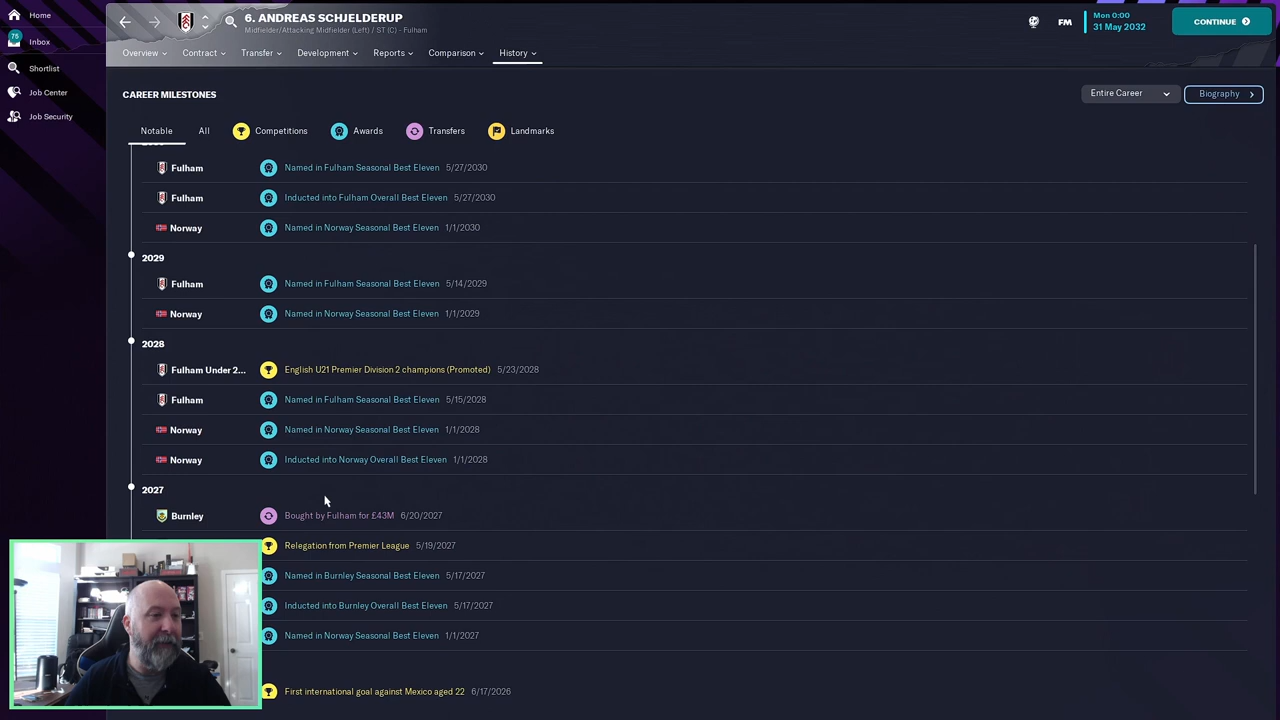 Home
75
Inbox
Shortlist
Job Center
Job Security
6. ANDREAS SCHJELDERUP
Midfielder/Attacking Midfielder (Left) / ST (C) - Fulham
FM
Mon 0:00
31 May 2032
CONTINUE
Overview
Contract
Transfer
Development
Reports
Comparison
History
CAREER MILESTONES
Entire Career
Biography
Notable
All
Competitions
Awards
Transfers
Landmarks
Fulham Named in Fulham Seasonal Best Eleven 5/27/2030
Fulham Inducted into Fulham Overall Best Eleven 5/27/2030
Norway Named in Norway Seasonal Best Eleven 1/1/2030
2029
Fulham Named in Fulham Seasonal Best Eleven 5/14/2029
Norway Named in Norway Seasonal Best Eleven 1/1/2029
2028
Fulham Under 2... English U21 Premier Division 2 champions (Promoted) 5/23/2028
Fulham Named in Fulham Seasonal Best Eleven 5/15/2028
Norway Named in Norway Seasonal Best Eleven 1/1/2028
Norway Inducted into Norway Overall Best Eleven 1/1/2028
2027
Burnley Bought by Fulham for £43M 6/20/2027
Relegation from Premier League 5/19/2027
Named in Burnley Seasonal Best Eleven 5/17/2027
Inducted into Burnley Overall Best Eleven 5/17/2027
Named in Norway Seasonal Best Eleven 1/1/2027
First international goal against Mexico aged 22 6/17/2026